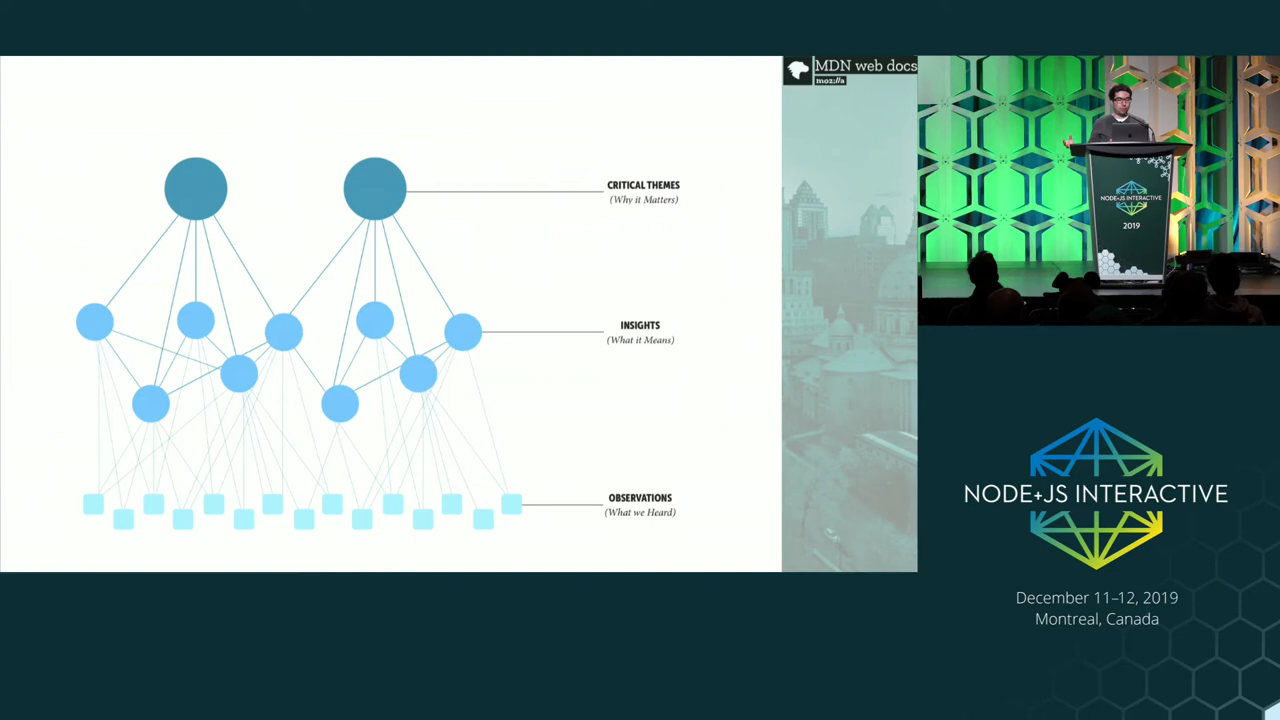 CRITICAL THEMES
(Why it Matters)
INSIGHTS
(What it Means)
OBSERVATIONS
(What we Heard)
MDN web docs
moz://a
NODE+JS INTERACTIVE
2019
NODE+JS INTERACTIVE
December 11–12, 2019
Montreal, Canada